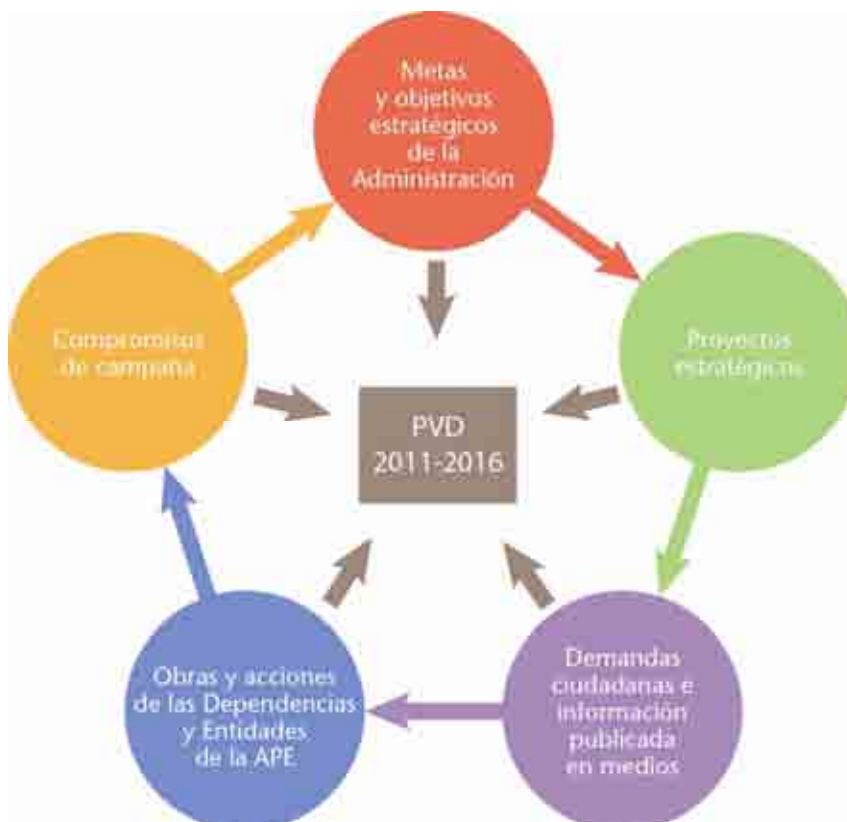 Metas
y objetivos
estratégicos
de la
Administración
Compromisos
de campaña
Proyectos
estratégicos
PVD
2011-2016
Obras y acciones
de las Dependencias
y Entidades
de la APE
Demandas
ciudadanas e
información
publicada
en medios